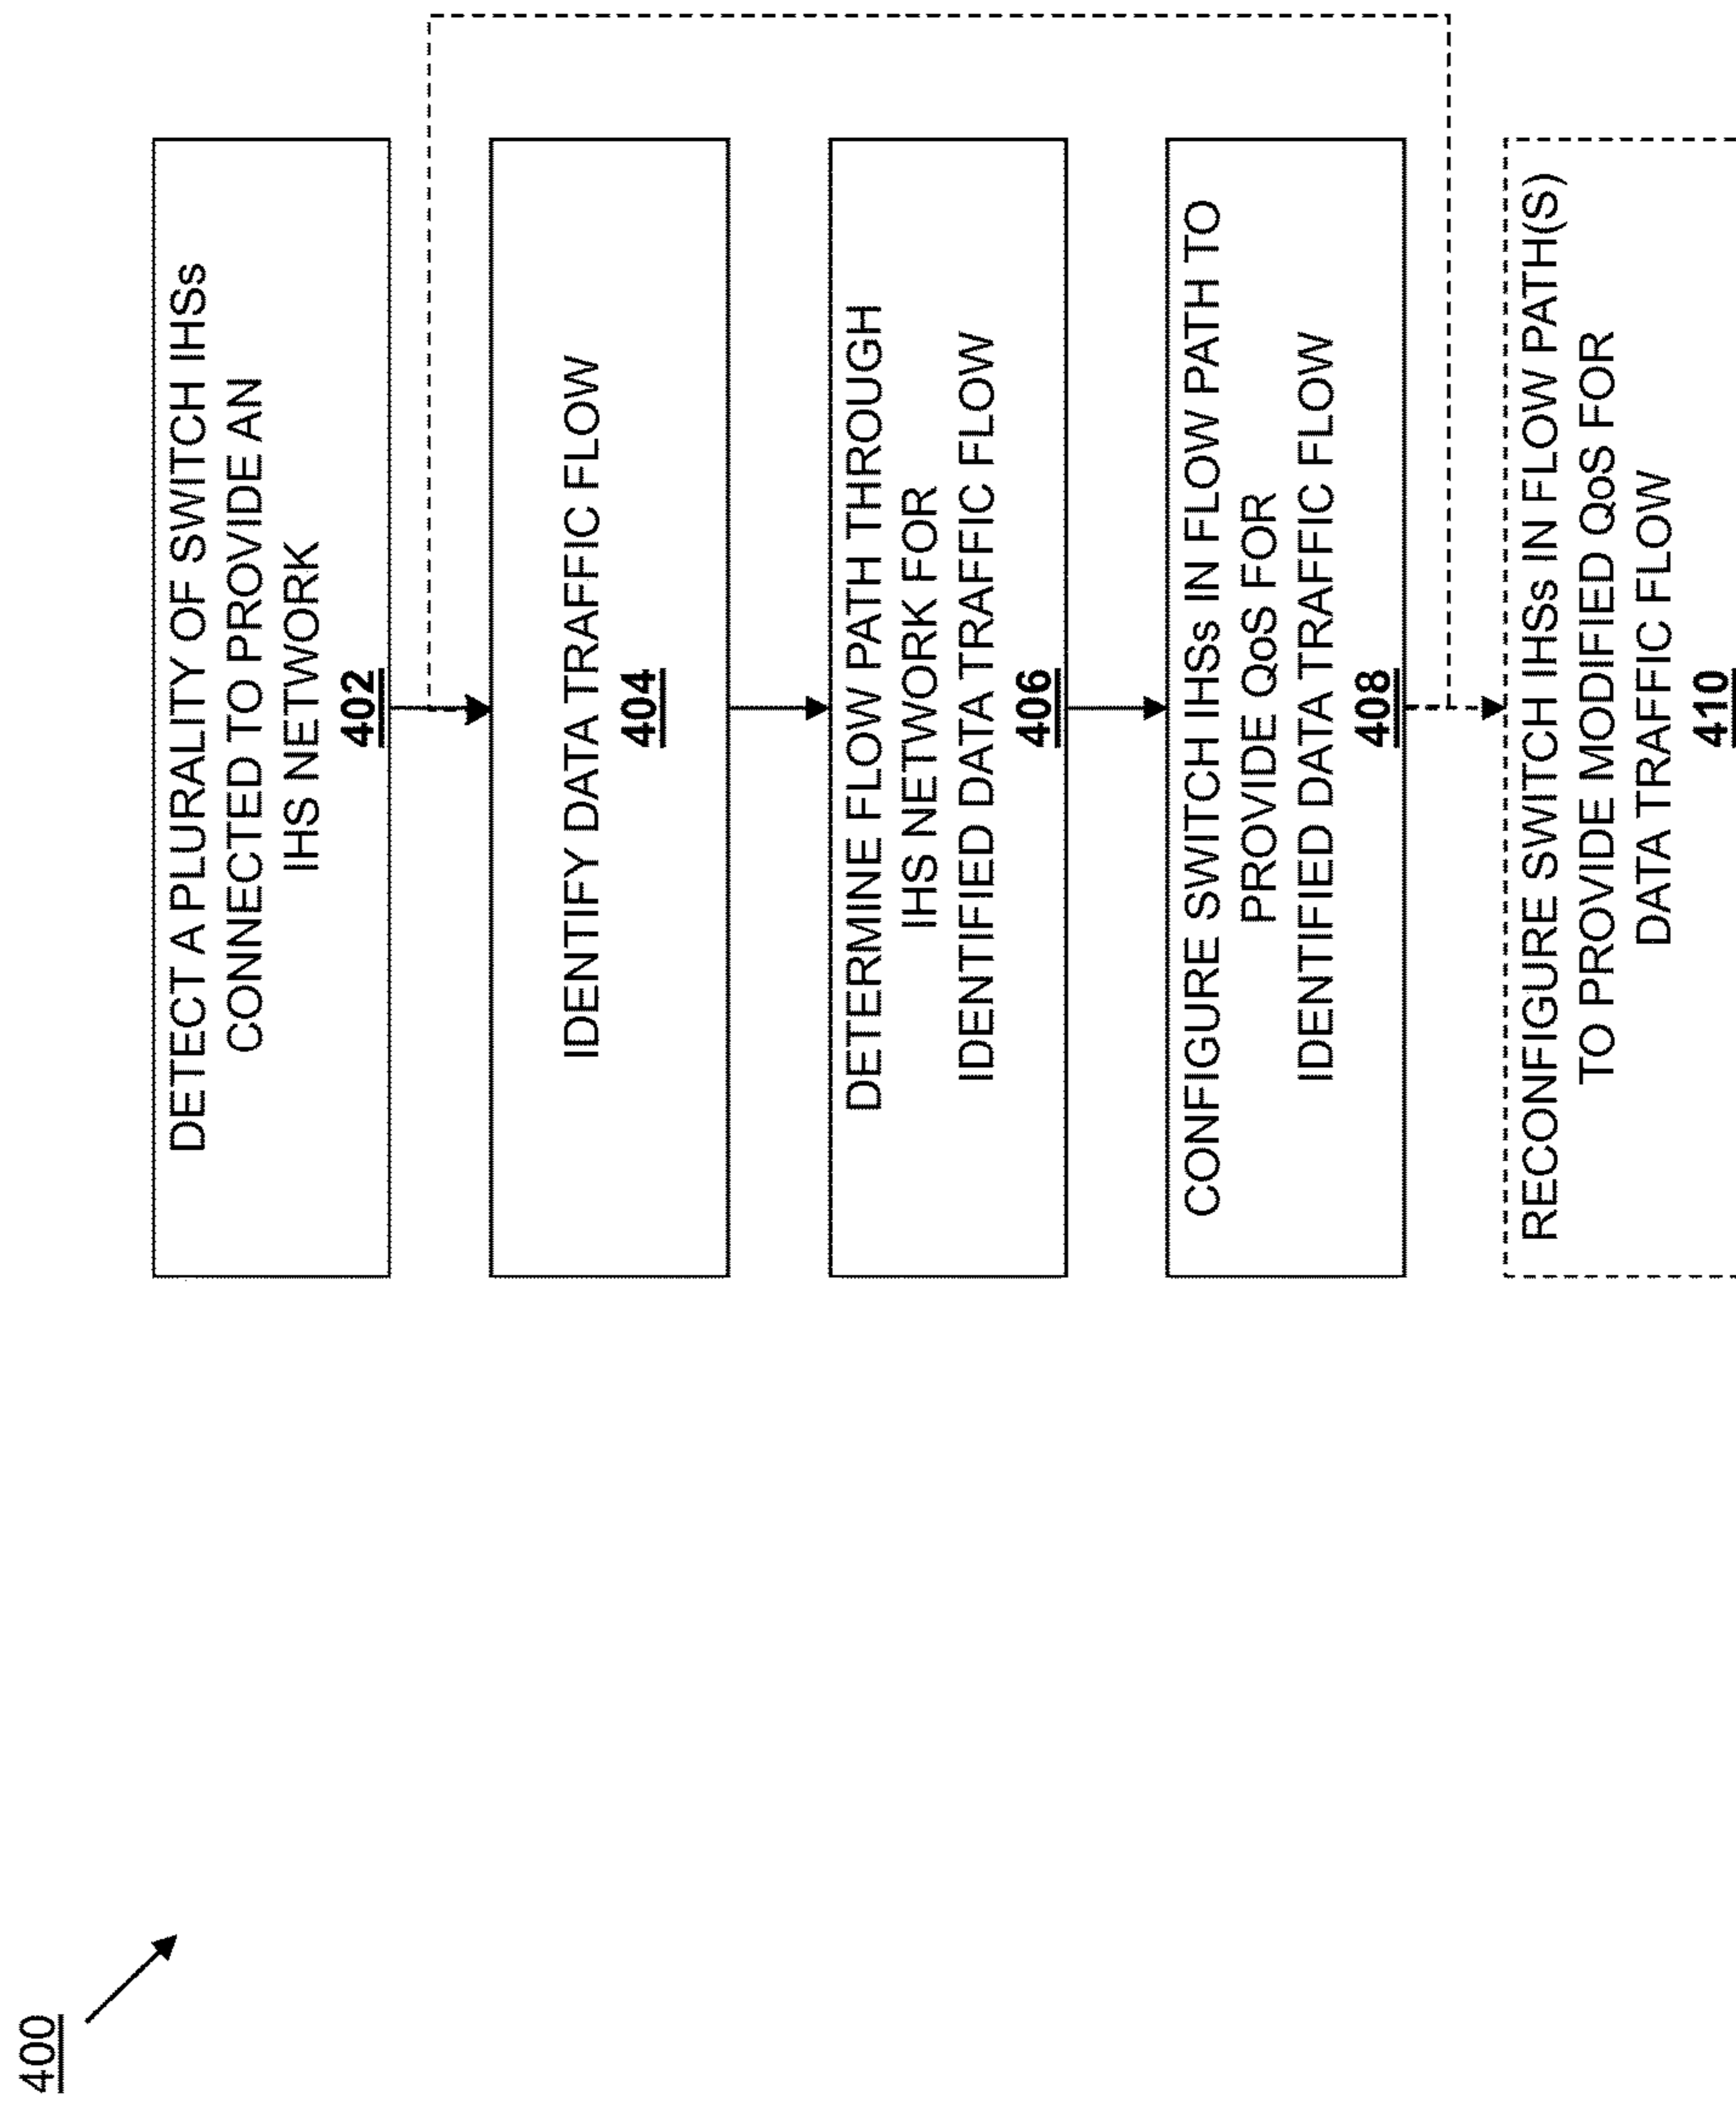 400
DETECT A PLURALITY OF SWITCH IHSs
CONNECTED TO PROVIDE AN
IHS NETWORK
402
IDENTIFY DATA TRAFFIC FLOW
404
DETERMINE FLOW PATH THROUGH
IHS NETWORK FOR
IDENTIFIED DATA TRAFFIC FLOW
406
CONFIGURE SWITCH IHSs IN FLOW PATH TO
PROVIDE QoS FOR
IDENTIFIED DATA TRAFFIC FLOW
408
RECONFIGURE SWITCH IHSs IN FLOW PATH(S)
TO PROVIDE MODIFIED QoS FOR
DATA TRAFFIC FLOW
410